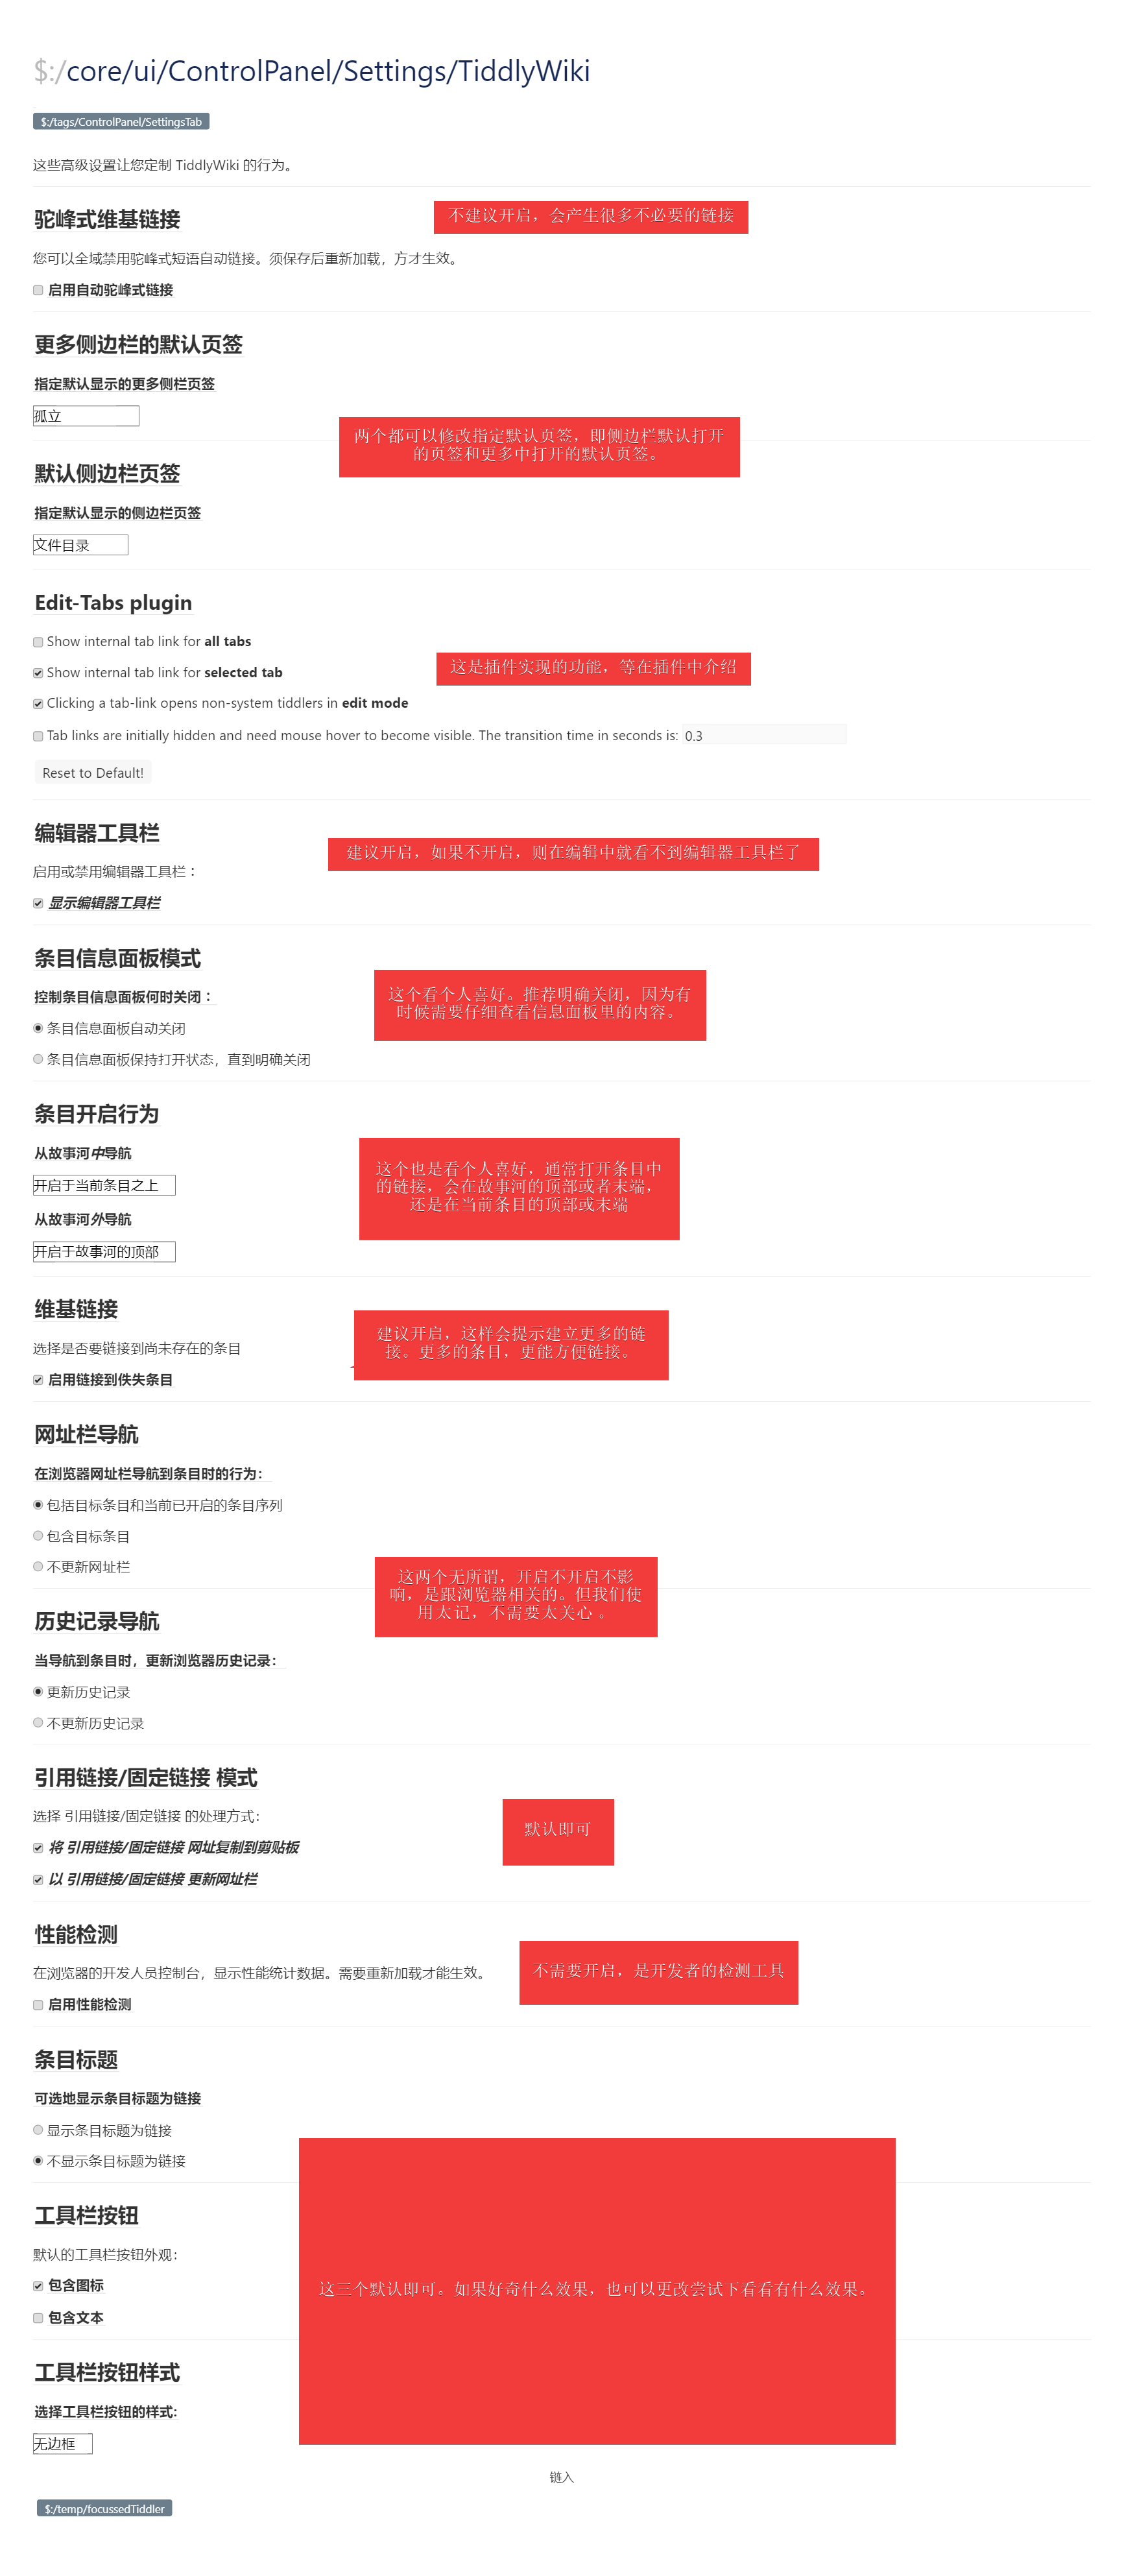 $:/core/ui/ControlPanel/Settings/TiddlyWiki
$:/tags/ControlPanel/SettingsTab
这些高级设置让您定制 TiddlyWiki 的行为。
驼峰式维基链接
不建议开启，会产生很多不必要的链接
您可以全域禁用驼峰式短语自动链接。须保存后重新加载，方才生效。
启用自动驼峰式链接
更多侧边栏的默认页签
指定默认显示的更多侧栏页签
孤立
两个都可以修改指定默认页签，即侧边栏默认打开
的页签和更多中打开的默认页签。
默认侧边栏页签
指定默认显示的侧边栏页签
文件目录
Edit-Tabs plugin
Show internal tab link for all tabs
Show internal tab link for selected tab
这是插件实现的功能，等在插件中介绍
Clicking a tab-link opens non-system tiddlers in edit mode
Tab links are initially hidden and need mouse hover to become visible. The transition time in seconds is: 0.3
Reset to Default!
编辑器工具栏
建议开启，如果不开启，则在编辑中就看不到编辑器工具栏了
启用或禁用编辑器工具栏：
显示编辑器工具栏
条目信息面板模式
控制条目信息面板何时关闭：
这个看个人喜好。推荐明确关闭，因为有
时候需要仔细查看信息面板里的内容。
条目信息面板自动关闭
条目信息面板保持打开状态，直到明确关闭
条目开启行为
从故事河中导航
开启于当前条目之上
这个也是看个人喜好，通常打开条目中
的链接，会在故事河的顶部或者末端，
还是在当前条目的顶部或末端
从故事河外导航
开启于故事河的顶部
维基链接
建议开启，这样会提示建立更多的链
接。更多的条目，更能方便链接。
选择是否要链接到尚未存在的条目
启用链接到佚失条目
网址栏导航
在浏览器网址栏导航到条目时的行为：
包括目标条目和当前已开启的条目序列
包含目标条目
不更新网址栏
这两个无所谓，开启不开启不影
响，是跟浏览器相关的。但我们使
用太记，不需要太关心 。
历史记录导航
当导航到条目时，更新浏览器历史记录：
更新历史记录
不更新历史记录
引用链接/固定链接 模式
选择 引用链接/固定链接 的处理方式：
默认即可
将 引用链接/固定链接 网址复制到剪贴板
以 引用链接/固定链接 更新网址栏
性能检测
在浏览器的开发人员控制台，显示性能统计数据。需要重新加载才能生效。
不需要开启，是开发者的检测工具
启用性能检测
条目标题
可选地显示条目标题为链接
显示条目标题为链接
不显示条目标题为链接
工具栏按钮
默认的工具栏按钮外观：
包含图标
这三个默认即可。如果好奇什么效果，也可以更改尝试下看看有什么效果。
包含文本
工具栏按钮样式
选择工具栏按钮的样式:
无边框
链入
$:/temp/focussedTiddler